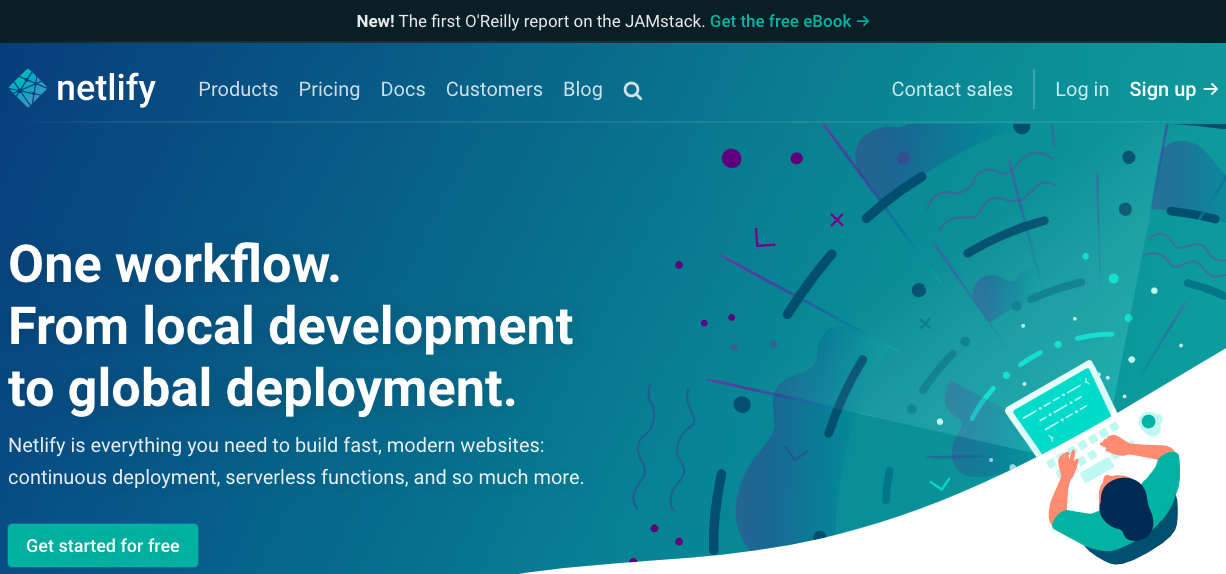 New! The first O'Reilly report on the JAMstack. Get the free eBook →
netlify Products Pricing Docs Customers Blog Contact sales Log in Sign up →
One workflow.
From local development
to global deployment.
Netlify is everything you need to build fast, modern websites:
continuous deployment, serverless functions, and so much more.
Get started for free